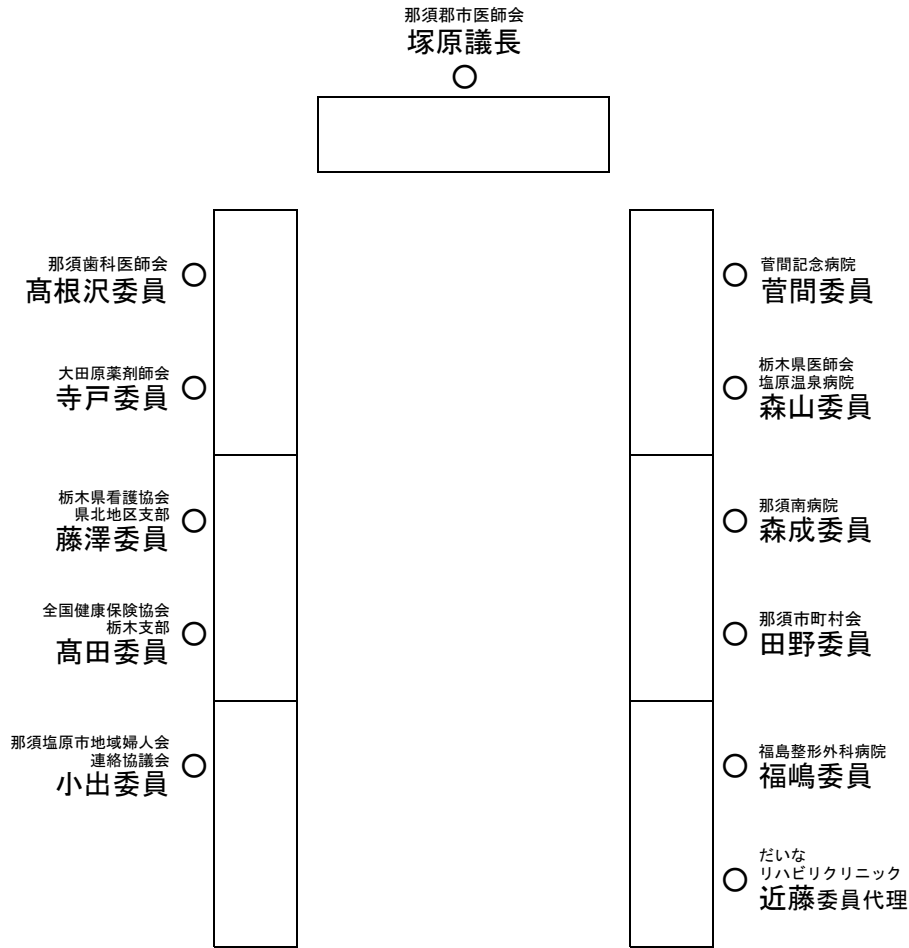 那須郡市医師会
塚原議長
那須歯科医師会
髙根沢委員
大田原薬剤師会
寺戸委員
栃木県看護協会
県北地区支部
藤澤委員
全国健康保険協会
栃木支部
髙田委員
那須塩原市地域婦人会
連絡協議会
小出委員
菅間記念病院
菅間委員
栃木県医師会
塩原温泉病院
森山委員
那須南病院
森成委員
那須市町村会
田野委員
福島整形外科病院
福嶋委員
だいな
リハビリクリニック
近藤委員代理